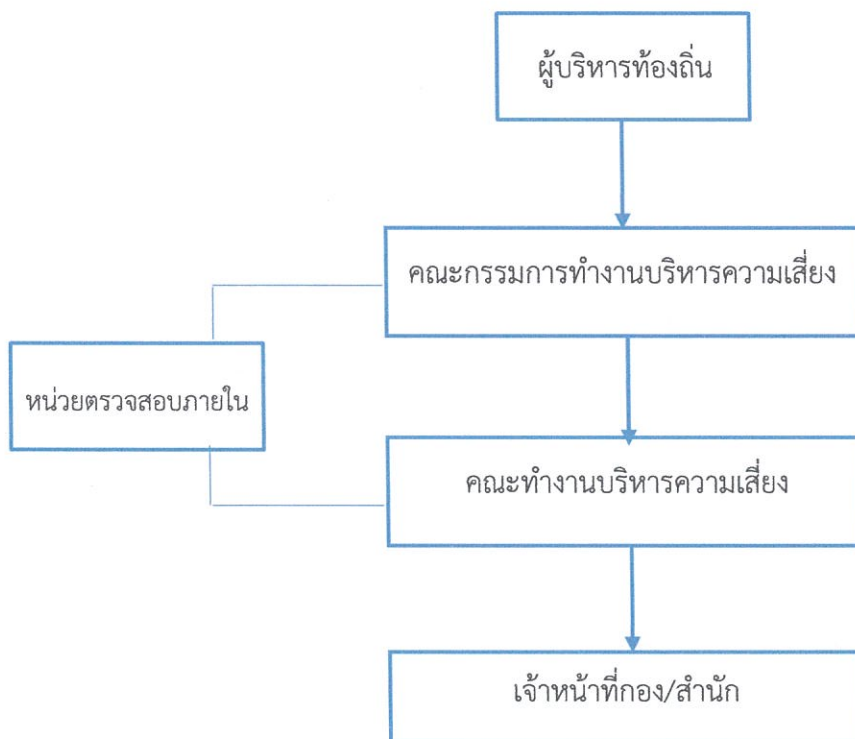 ผู้บริหารท้องถิ่น
คณะกรรมการทำงานบริหารความเสี่ยง
หน่วยตรวจสอบภายใน
คณะทำงานบริหารความเสี่ยง
เจ้าหน้าที่กอง/สำนัก